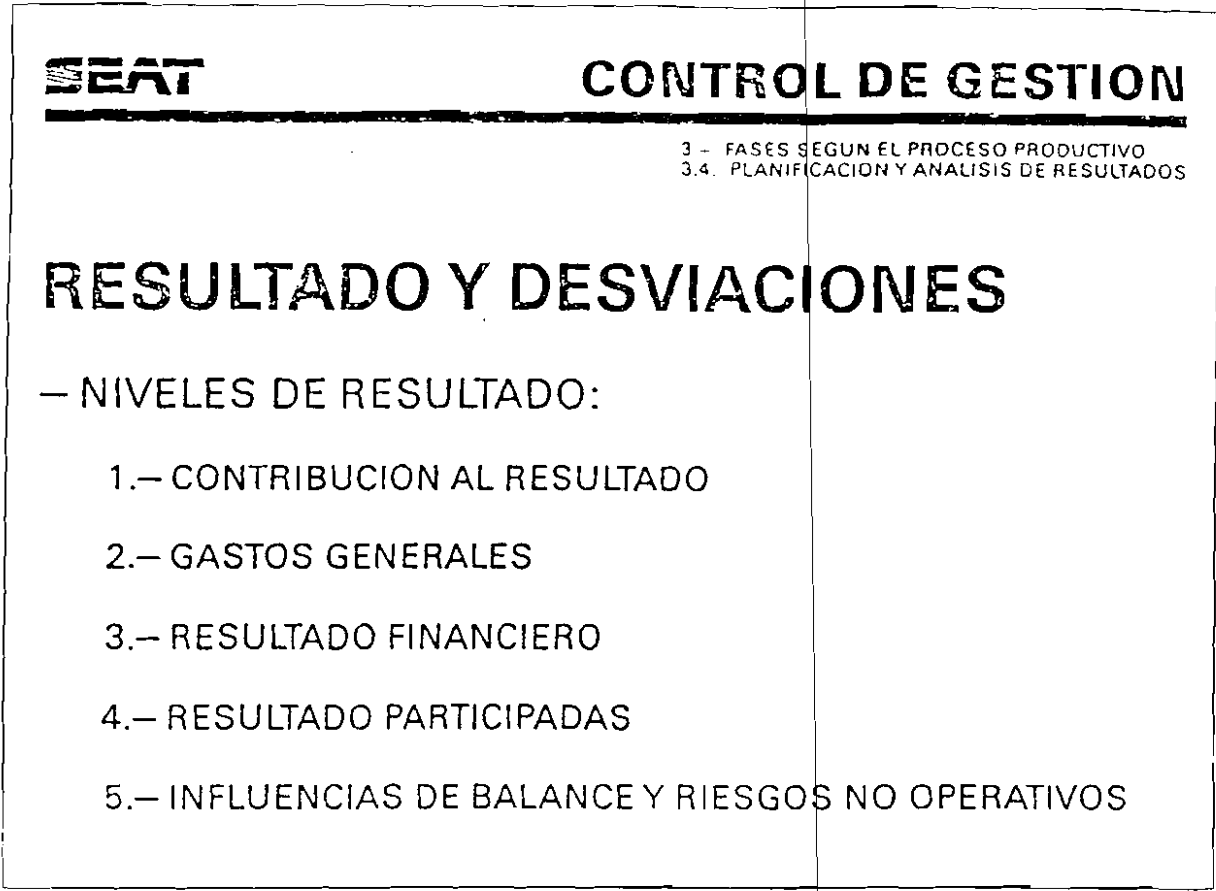 SEAT
CONTROL DE GESTION
3 – FASES SEGUN EL PROCESO PRODUCTIVO
3.4. PLANIFICACION Y ANALISIS DE RESULTADOS
RESULTADO Y DESVIACIONES
– NIVELES DE RESULTADO:
1.– CONTRIBUCION AL RESULTADO
2.– GASTOS GENERALES
3.– RESULTADO FINANCIERO
4.– RESULTADO PARTICIPADAS
5.– INFLUENCIAS DE BALANCE Y RIESGOS NO OPERATIVOS